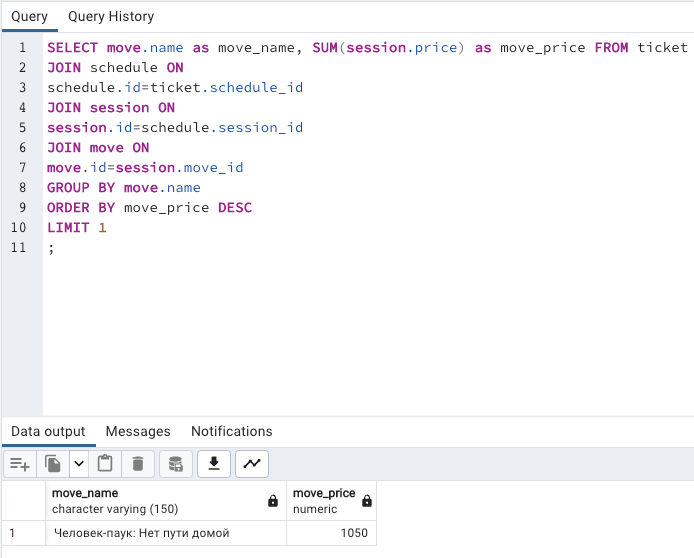 Query Query History
1 SELECT move.name as move_name, SUM(session.price) as move_price FROM ticket
2 JOIN schedule ON
3 schedule.id=ticket.schedule_id
4 JOIN session ON
5 session.id=schedule.session_id
6 JOIN move ON
7 move.id=session.move_id
8 GROUP BY move.name
9 ORDER BY move_price DESC
10 LIMIT 1
11 ;
Data output Messages Notifications
move_name move_price
character varying (150) numeric
1 Человек-паук: Нет пути домой 1050